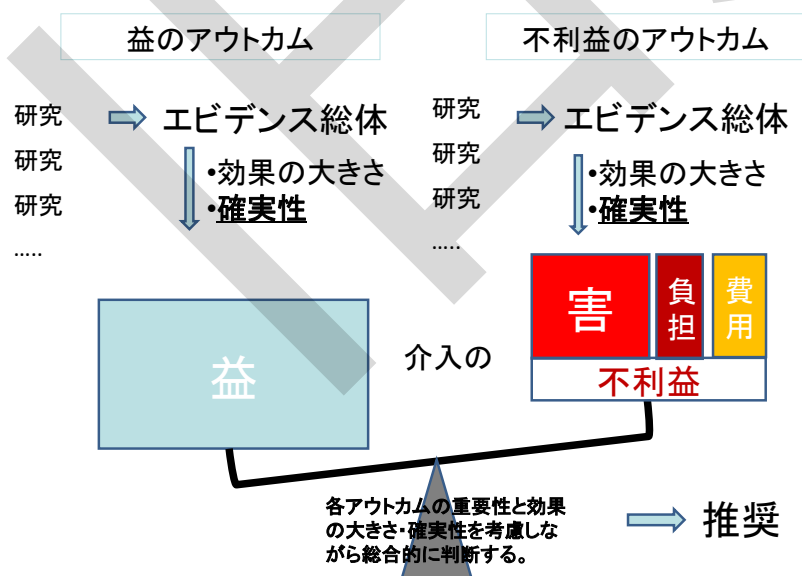 益のアウトカム
不利益のアウトカム
研究
研究
研究
.....
エビデンス総体
•効果の大きさ
•確実性
研究
研究
研究
.....
エビデンス総体
•効果の大きさ
•確実性
益
介入の
害
負担
費用
不利益
各アウトカムの重要性と効果
の大きさ・確実性を考慮しな
がら総合的に判断する。
推奨